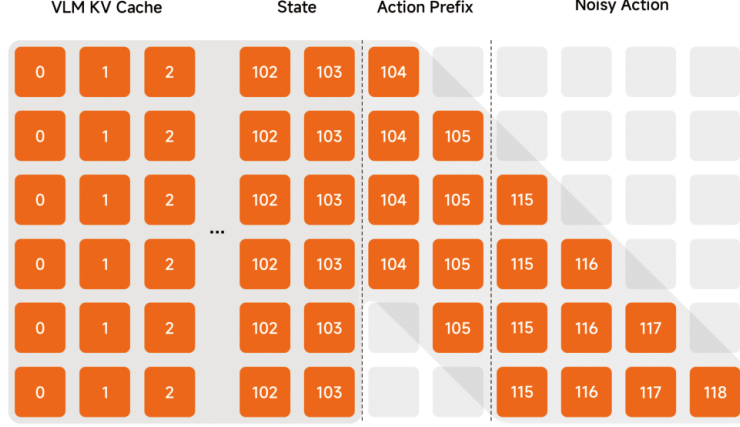 VLM KV Cache State Action Prefix Noisy Action
0 1 2 102 103 104
0 1 2 102 103 104 105
0 1 2 102 103 104 105 115
...
0 1 2 102 103 104 105 115 116
0 1 2 102 103 105 115 116 117
0 1 2 102 103 115 116 117 118